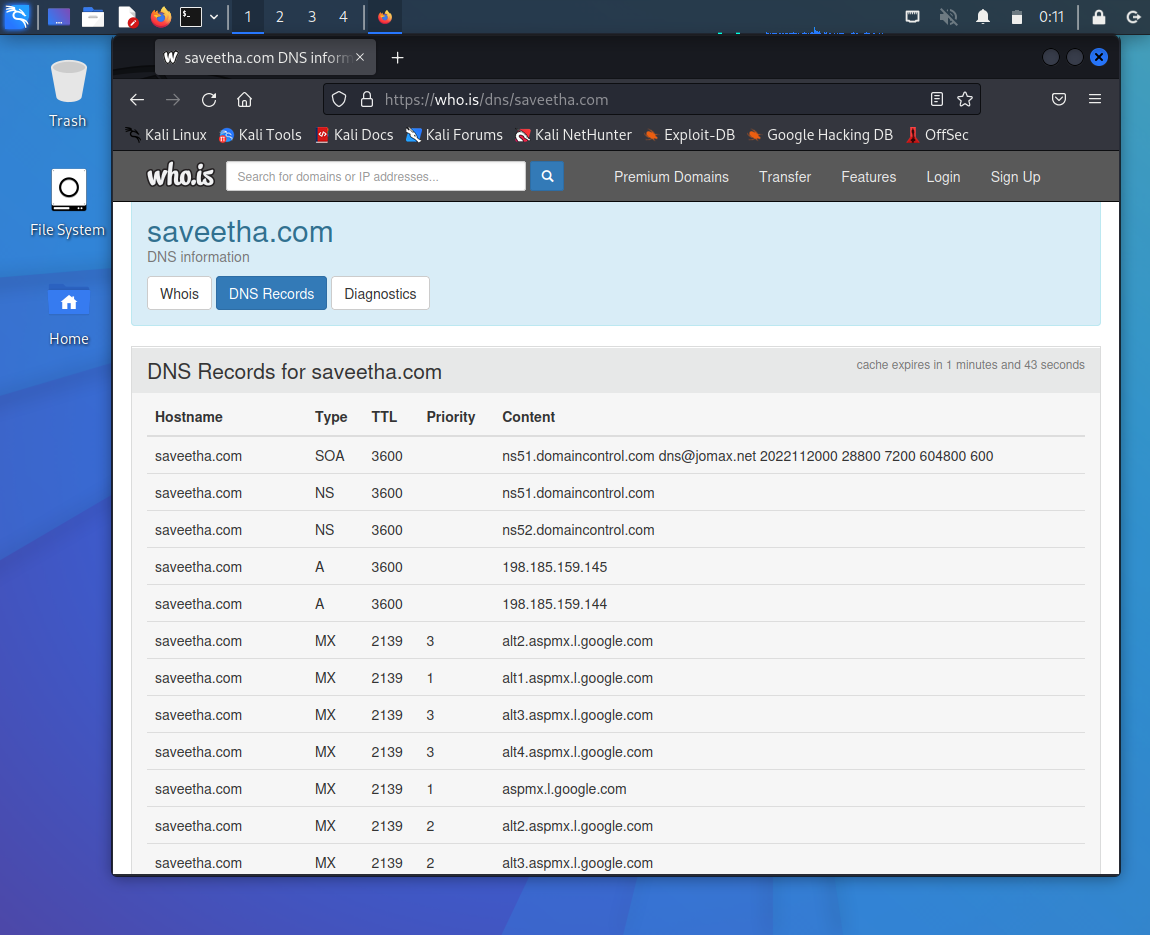 1 2 3 4 0:11
Trash
File System
Home
W saveetha.com DNS inform
https://who.is/dns/saveetha.com
Kali Linux Kali Tools Kali Docs Kali Forums Kali NetHunter Exploit-DB Google Hacking DB OffSec
who.is Search for domains or IP addresses... Premium Domains Transfer Features Login Sign Up
saveetha.com
DNS information
Whois DNS Records Diagnostics
DNS Records for saveetha.com cache expires in 1 minutes and 43 seconds
Hostname Type TTL Priority Content
saveetha.com SOA 3600 ns51.domaincontrol.com dns@jomax.net 2022112000 28800 7200 604800 600
saveetha.com NS 3600 ns51.domaincontrol.com
saveetha.com NS 3600 ns52.domaincontrol.com
saveetha.com A 3600 198.185.159.145
saveetha.com A 3600 198.185.159.144
saveetha.com MX 2139 3 alt2.aspmx.l.google.com
saveetha.com MX 2139 1 alt1.aspmx.l.google.com
saveetha.com MX 2139 3 alt3.aspmx.l.google.com
saveetha.com MX 2139 3 alt4.aspmx.l.google.com
saveetha.com MX 2139 1 aspmx.l.google.com
saveetha.com MX 2139 2 alt2.aspmx.l.google.com
saveetha.com MX 2139 2 alt3.aspmx.l.google.com